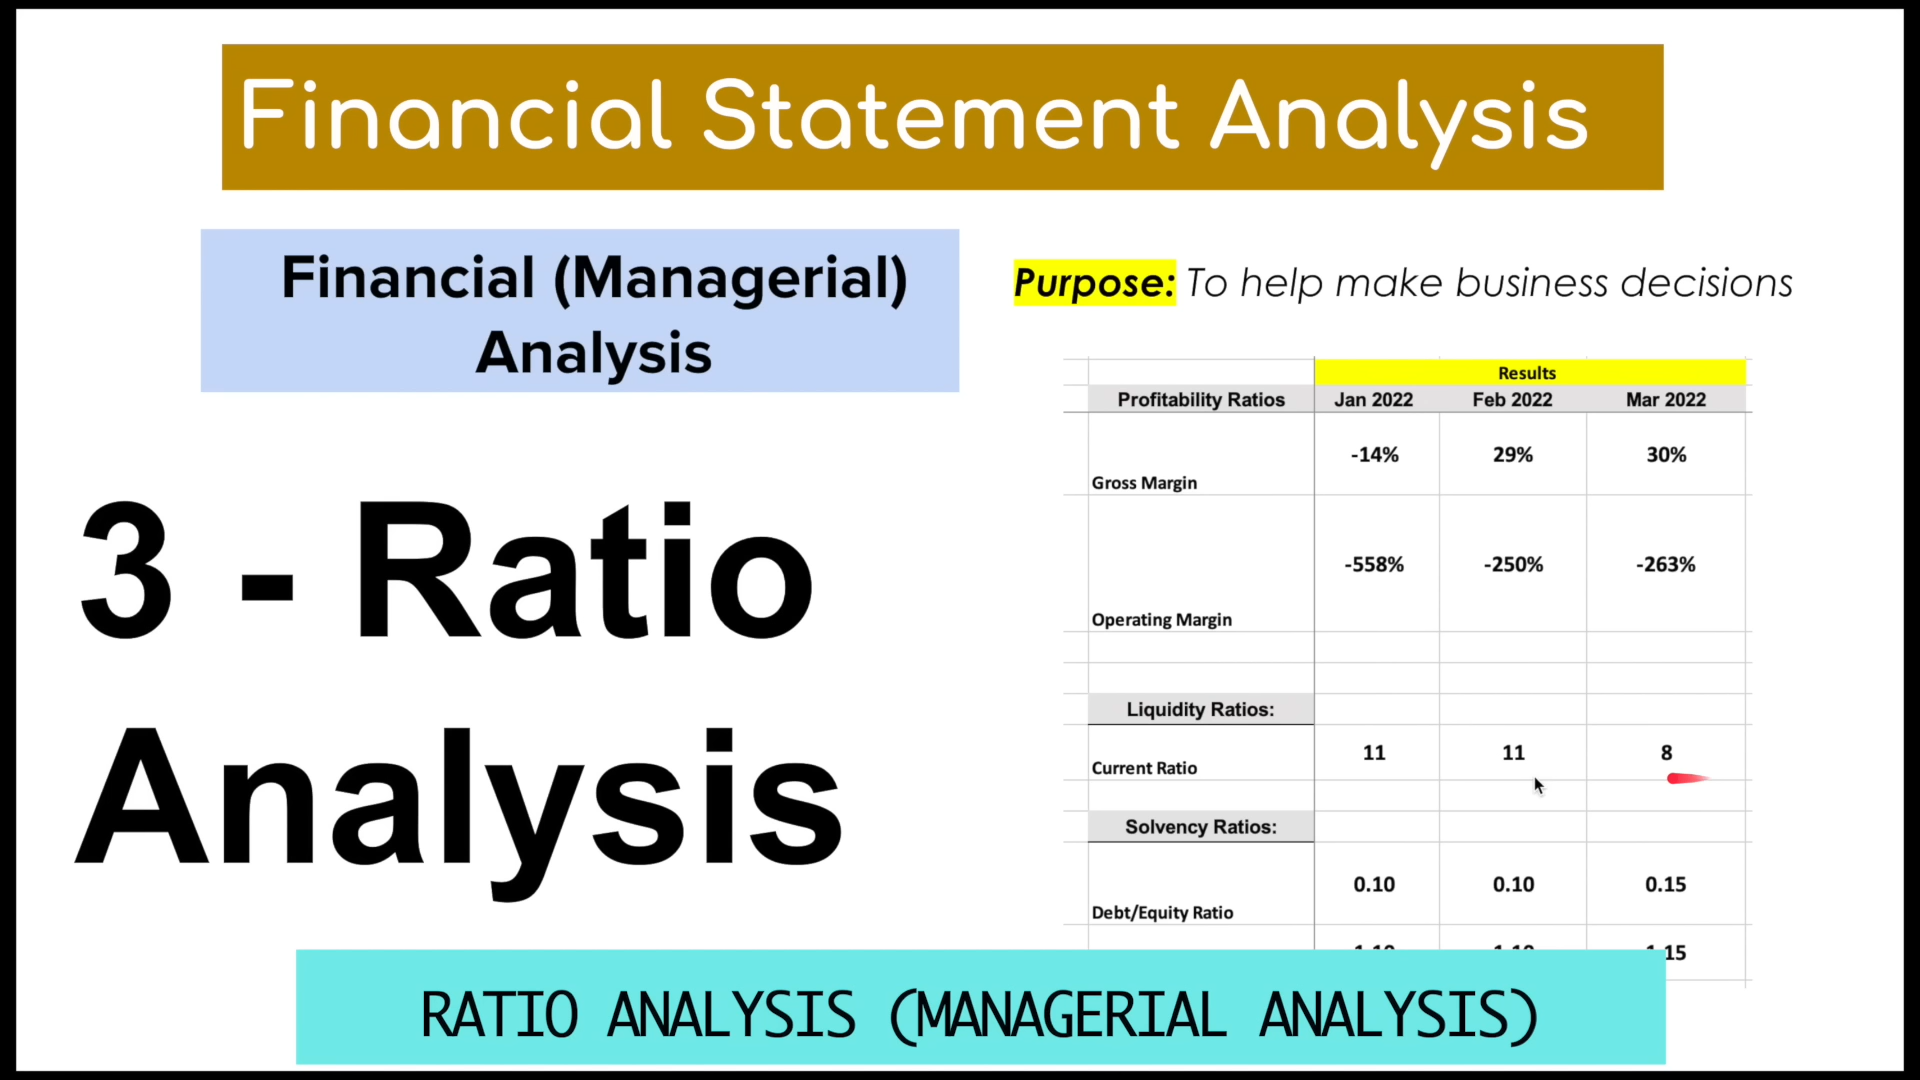 Financial Statement Analysis
Financial (Managerial)
Analysis
Purpose: To help make business decisions
3 - Ratio
Analysis
Results
Profitability Ratios Jan 2022 Feb 2022 Mar 2022
-14% 29% 30%
Gross Margin
-558% -250% -263%
Operating Margin
Liquidity Ratios:
11 11 8
Current Ratio
Solvency Ratios:
0.10 0.10 0.15
Debt/Equity Ratio
RATIO ANALYSIS (MANAGERIAL ANALYSIS)